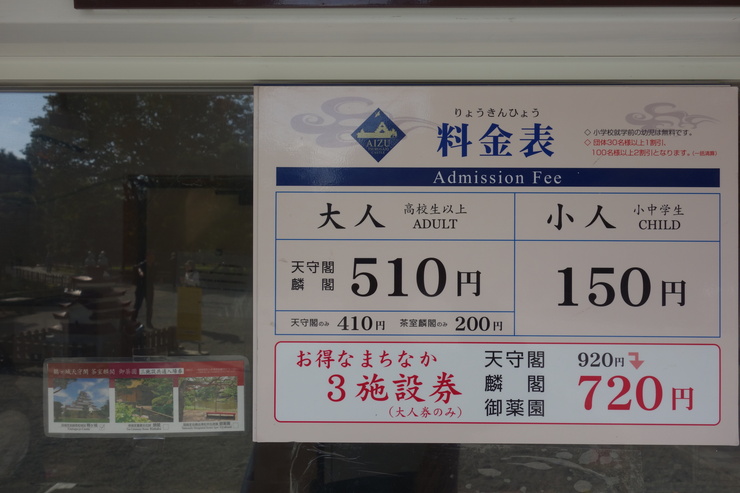 りょうきんひょう
料金表
AIZU
◇ 小学校就学前の幼児は無料です。
◇ 団体30名様以上1割引、
100名様以上2割引となります。
Admission Fee
大人 高校生以上 ADULT
小人 小中学生 CHILD
天守閣
麟閣
510円
150円
天守閣のみ 410円 茶室麟閣のみ 200円
お得なまちなか
3施設券
(大人券のみ)
天守閣
麟閣
御薬園
920円
720円